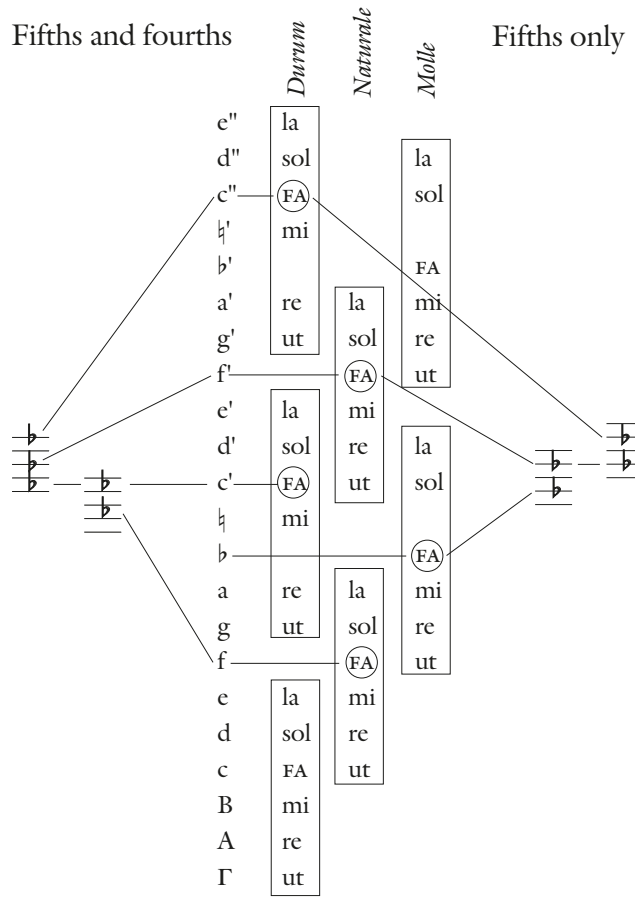 Fifths and fourths Durum Naturale Molle Fifths only
e" la
d" sol la
c" FA sol
♮' mi
♭' FA
a' re la mi
g' ut sol re
f' FA ut
e' la mi
d' sol re la
c' FA ut sol
♮ mi
♭ FA
a re la mi
g ut sol re
f FA ut
e la mi
d sol re
c FA ut
B mi
A re
Γ ut